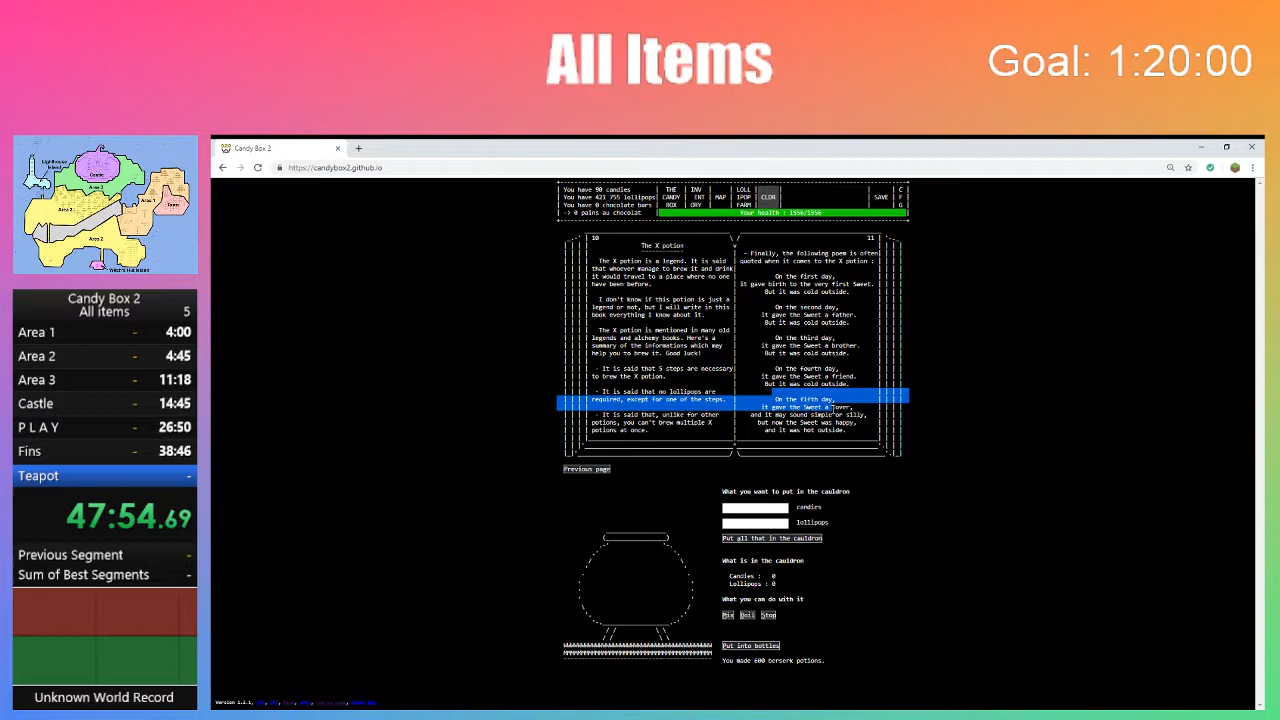 All Items
Goal: 1:20:00
Lighthouse Island
Area 3
Area 1
Town
Area 2
Candy Box 2
https://candybox2.github.io
You have 90 candies
You have 421 755 lollipops
You have 0 chocolate bars
-> 0 pains au chocolat
THE CANDY BOX
INV ENT ORY
MAP
LOLL IPOP FARM
CLDR
SAVE
C F G
Your health : 1556/1556
10
The X potion
The X potion is a legend. It is said
that whoever manage to brew it and drink
it would travel to a place where no one
have been before.
I don't know if this potion is just a
legend or not, but I will write in this
book everything I know about it.
The X potion is mentioned in many old
legends and alchemy books. Here's a
summary of the informations which may
help you to brew it. Good luck!
- It is said that 5 steps are necessary
to brew the X potion.
- It is said that no lollipops are
required, except for one of the steps.
- It is said that, unlike for other
potions, you can't brew multiple X
potions at once.
11
- Finally, the following poem is often
quoted when it comes to the X potion :
On the first day,
it gave birth to the very first Sweet.
But it was cold outside.
On the second day,
it gave the Sweet a father.
But it was cold outside.
On the third day,
it gave the Sweet a brother.
But it was cold outside.
On the fourth day,
it gave the Sweet a friend.
But it was cold outside.
On the fifth day,
it gave the Sweet a lover,
and it may sound simple or silly,
but now the Sweet was happy,
and it was hot outside.
Previous page
What you want to put in the cauldron
candies
lollipops
Put all that in the cauldron
What is in the cauldron
Candies : 0
Lollipops : 0
What you can do with it
Mix Boil Stop
Put into bottles
You made 600 berserk potions.
Candy Box 2
All Items 5
Area 1 - 4:00
Area 2 - 4:45
Area 3 - 11:18
Castle - 14:45
P L A Y - 26:50
Fins - 38:46
Teapot -
47:54.69
Previous Segment -
Sum of Best Segments -
Unknown World Record
Version 1.2.1,